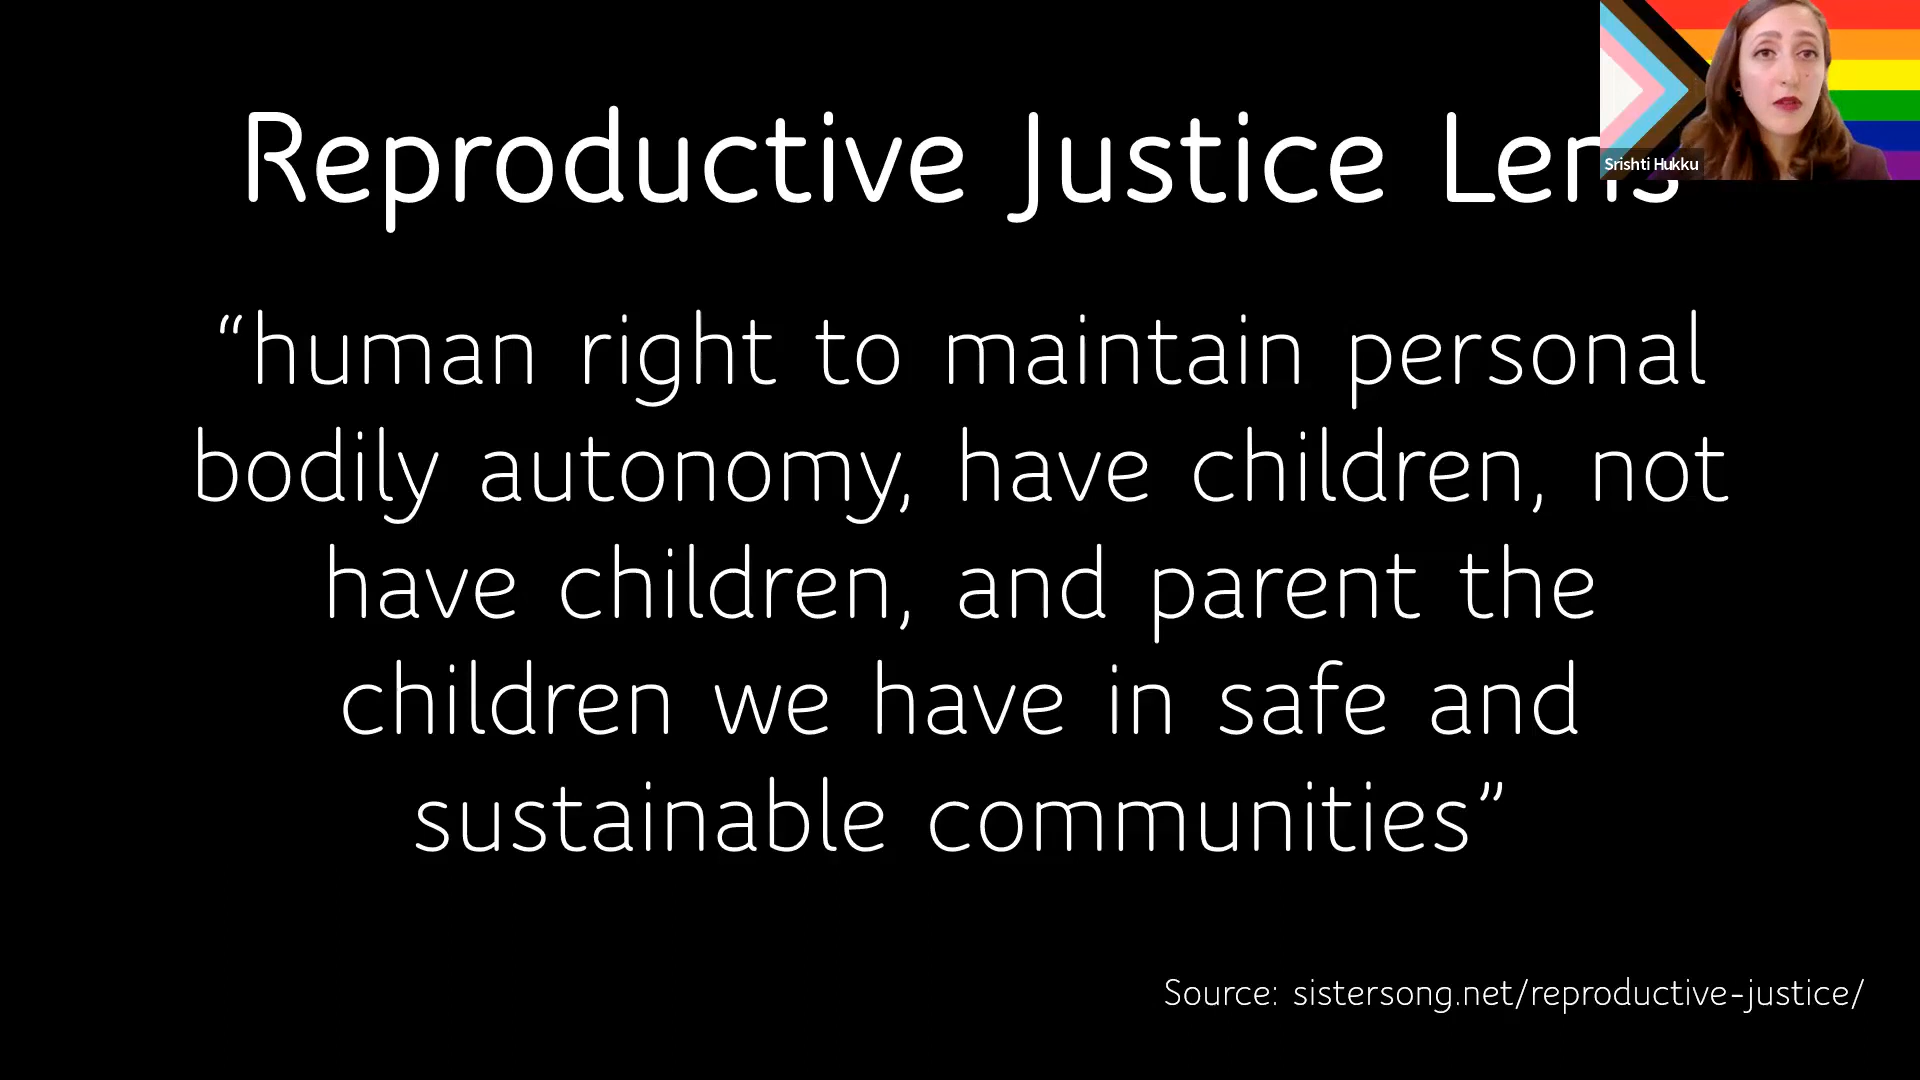 Reproductive Justice Lens
Srishti Hukku
“human right to maintain personal
bodily autonomy, have children, not
have children, and parent the
children we have in safe and
sustainable communities”
Source: sistersong.net/reproductive-justice/